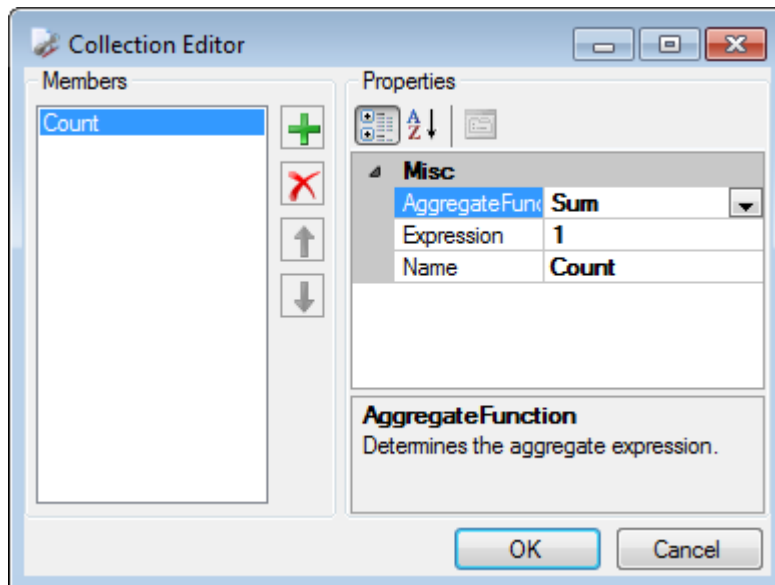 Collection Editor
Members
Properties
Count
A
Z
Misc
AggregateFunc
Sum
Expression
1
Name
Count
AggregateFunction
Determines the aggregate expression.
OK
Cancel